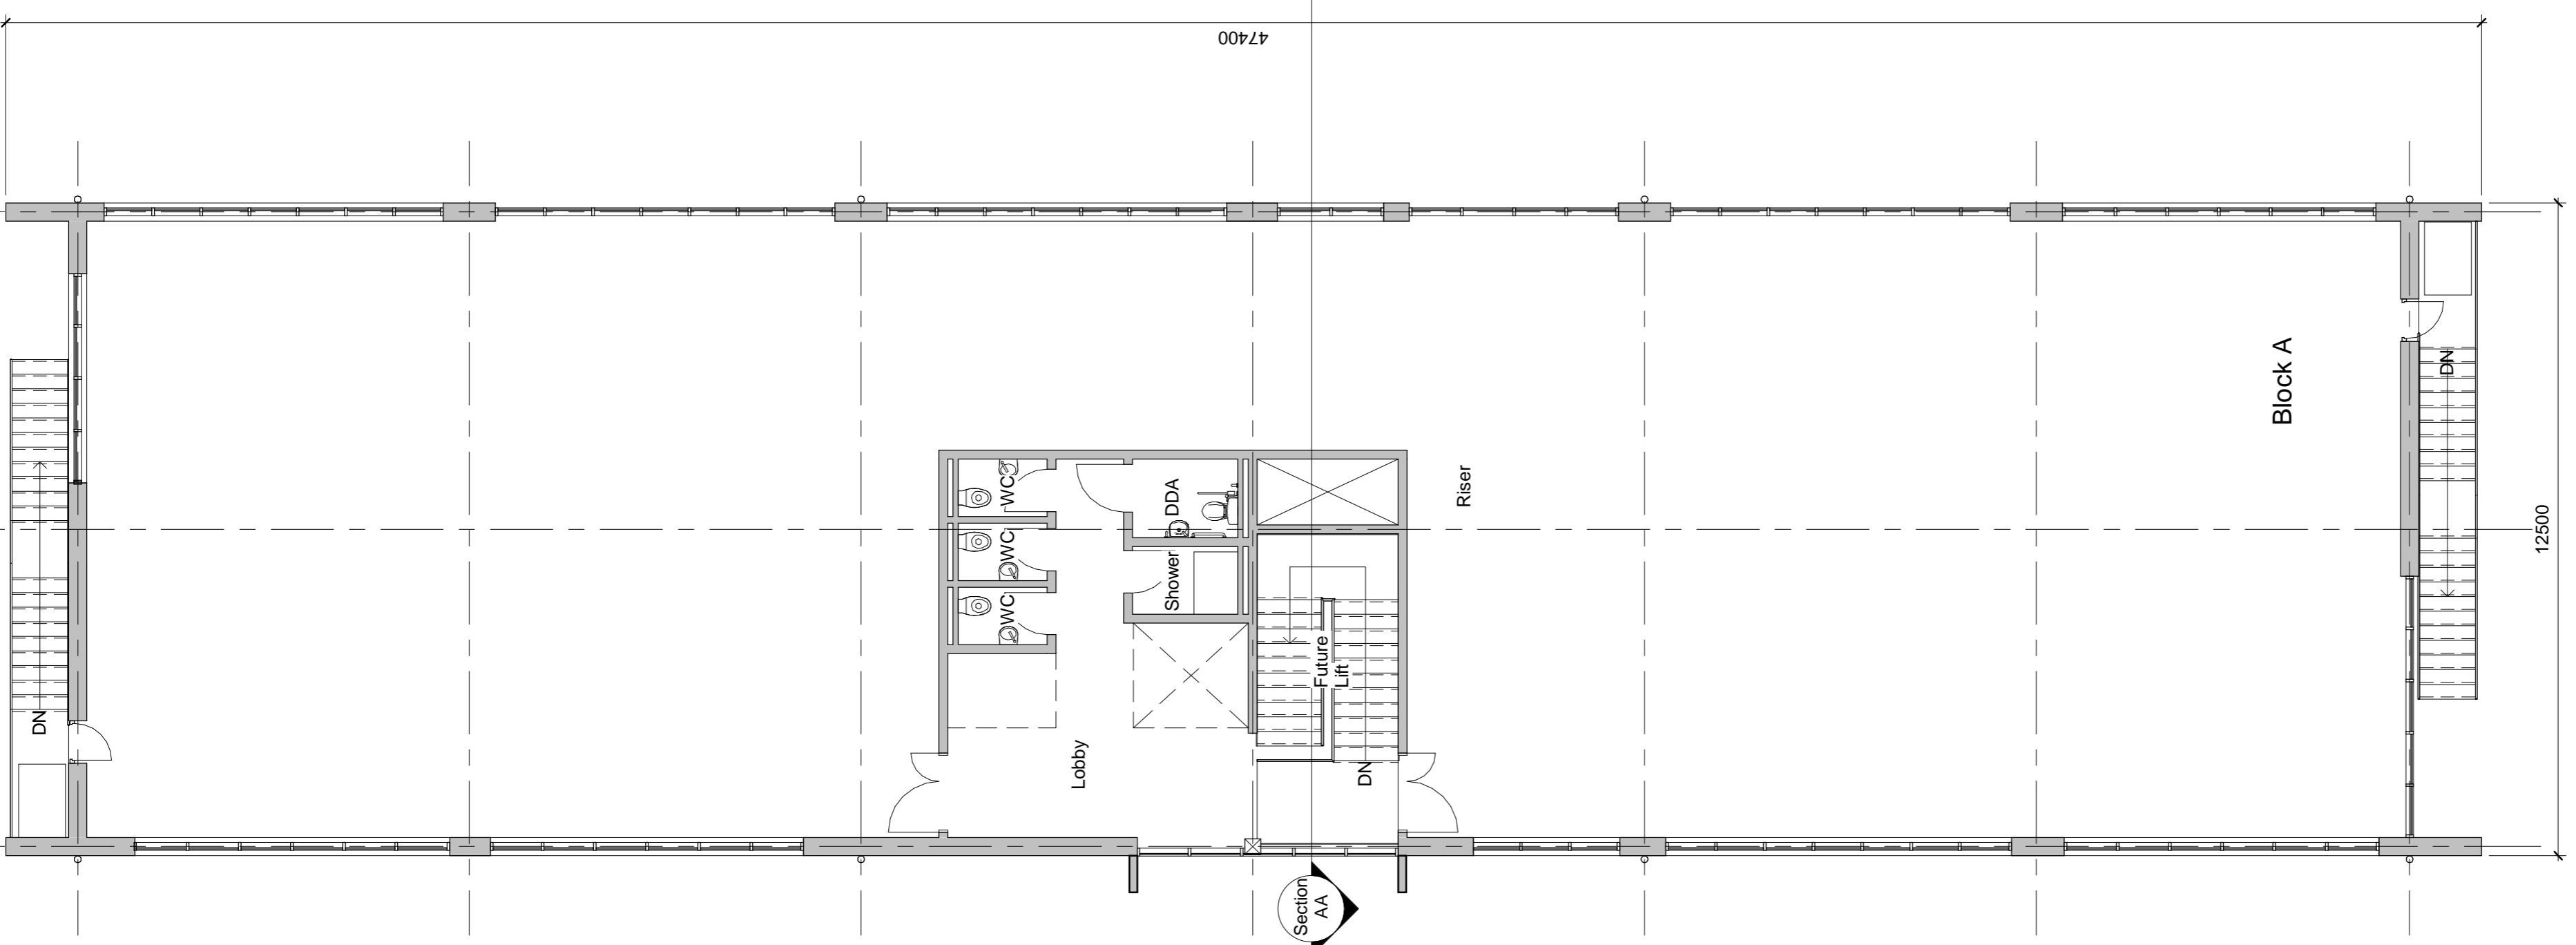 47400
Block A
DN
12500
Riser
WC
DDA
WC
Shower
WC
Future
Lift
DN
Lobby
DN
Section
AA